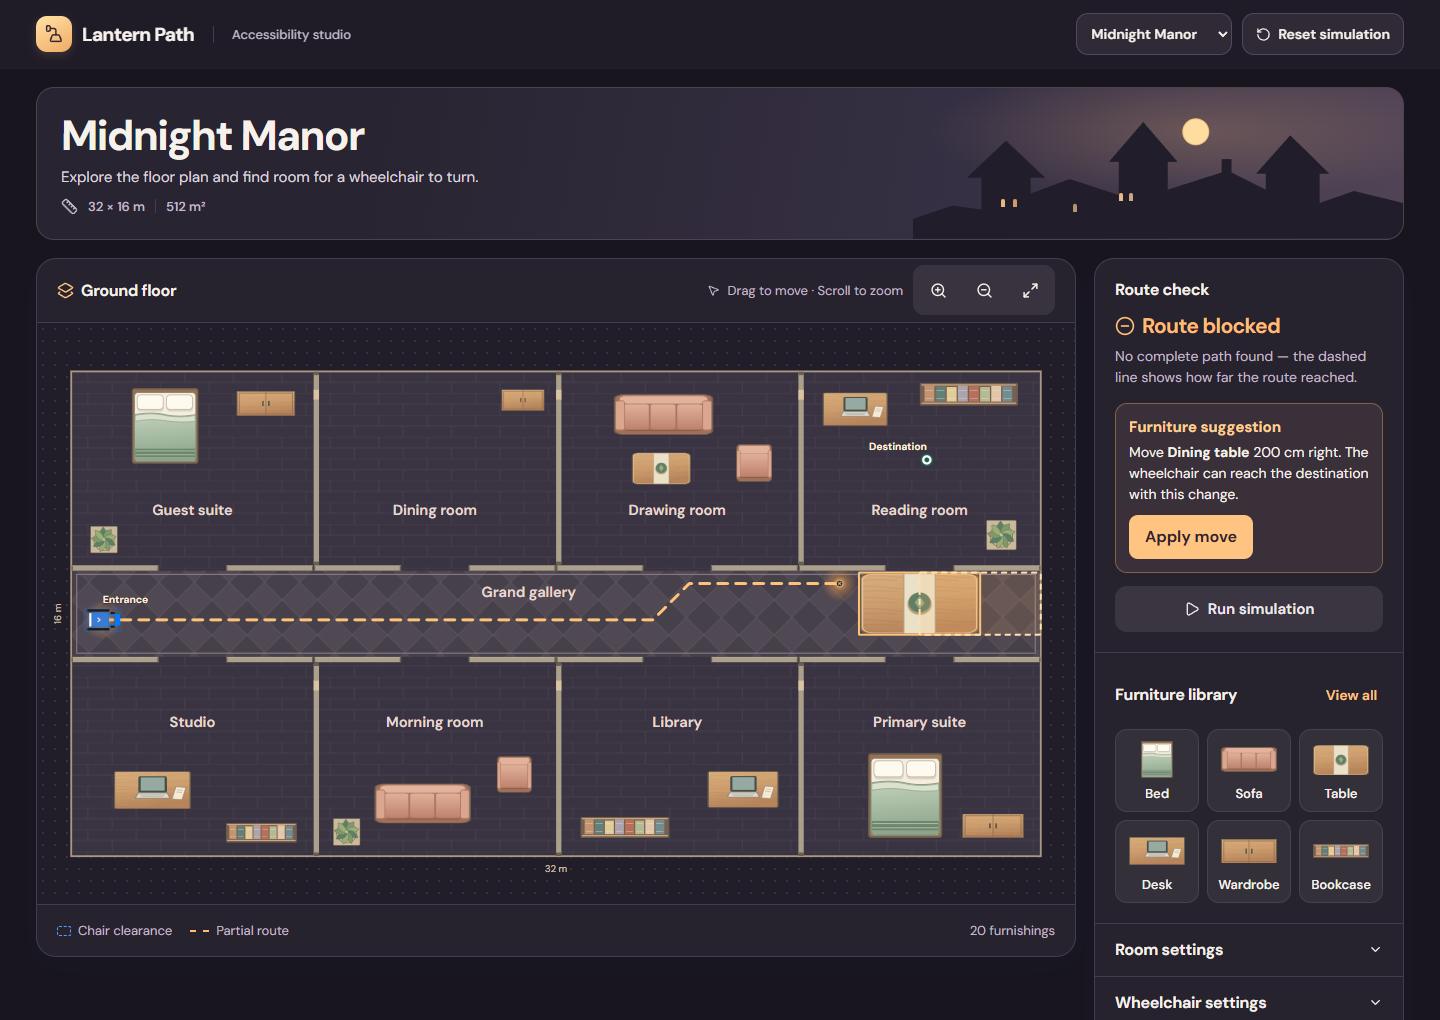 Lantern Path
Accessibility studio
Midnight Manor
Reset simulation
Midnight Manor
Explore the floor plan and find room for a wheelchair to turn.
32 × 16 m
512 m²
Ground floor
Drag to move · Scroll to zoom
Destination
Guest suite
Dining room
Drawing room
Reading room
Grand gallery
Entrance
16 m
Studio
Morning room
Library
Primary suite
32 m
Chair clearance
Partial route
20 furnishings
Route check
Route blocked
No complete path found — the dashed
line shows how far the route reached.
Furniture suggestion
Move Dining table 200 cm right. The
wheelchair can reach the destination
with this change.
Apply move
Run simulation
Furniture library
View all
Bed
Sofa
Table
Desk
Wardrobe
Bookcase
Room settings
Wheelchair settings